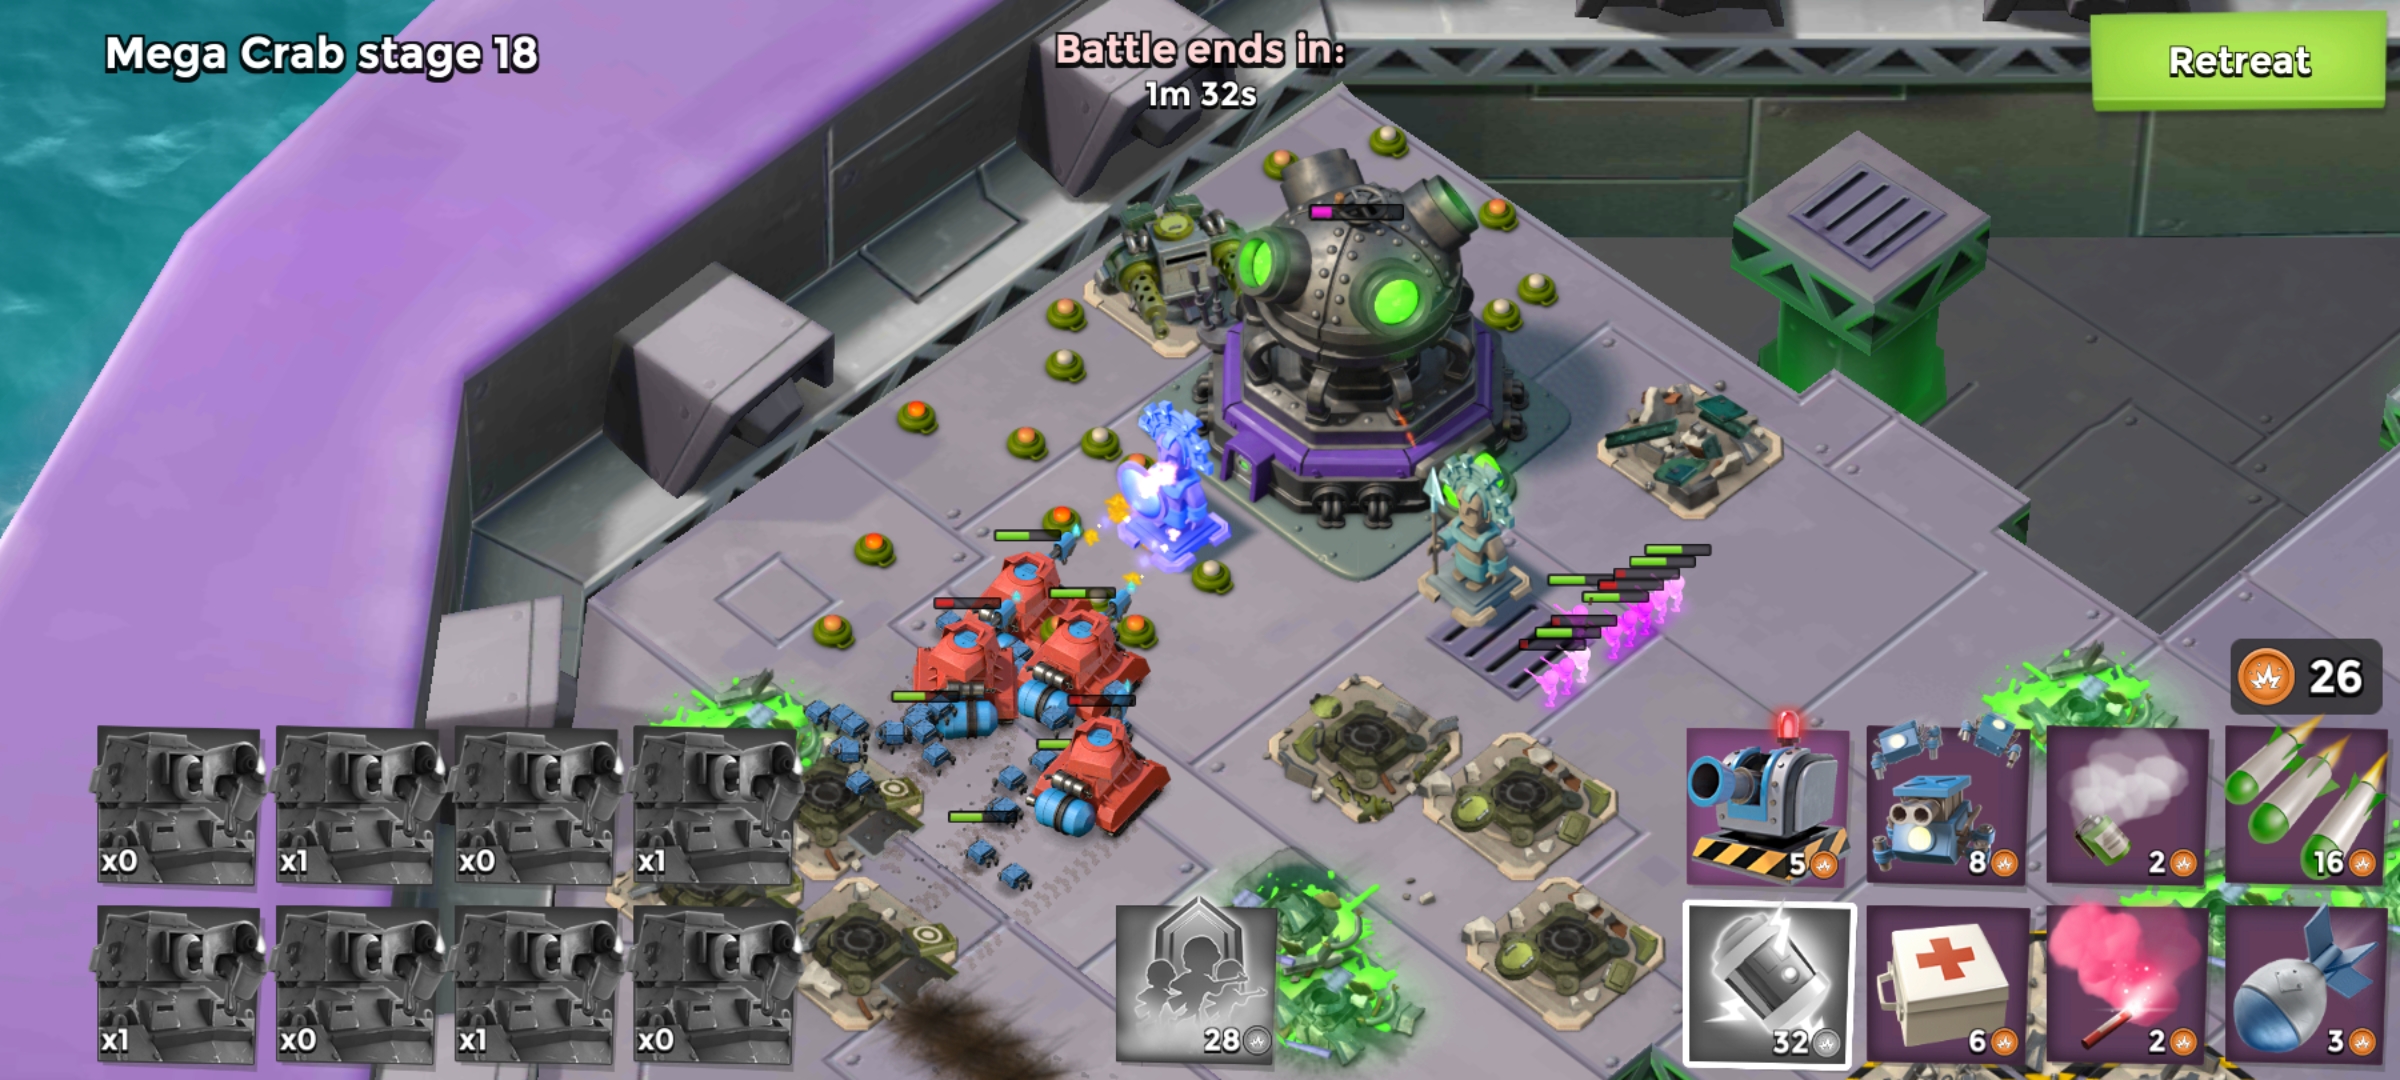 Mega Crab stage 18
Battle ends in:
1m 32s
Retreat
26
x0
x1
x0
x1
5
8
2
16
x1
x0
x1
x0
28
32
6
2
3